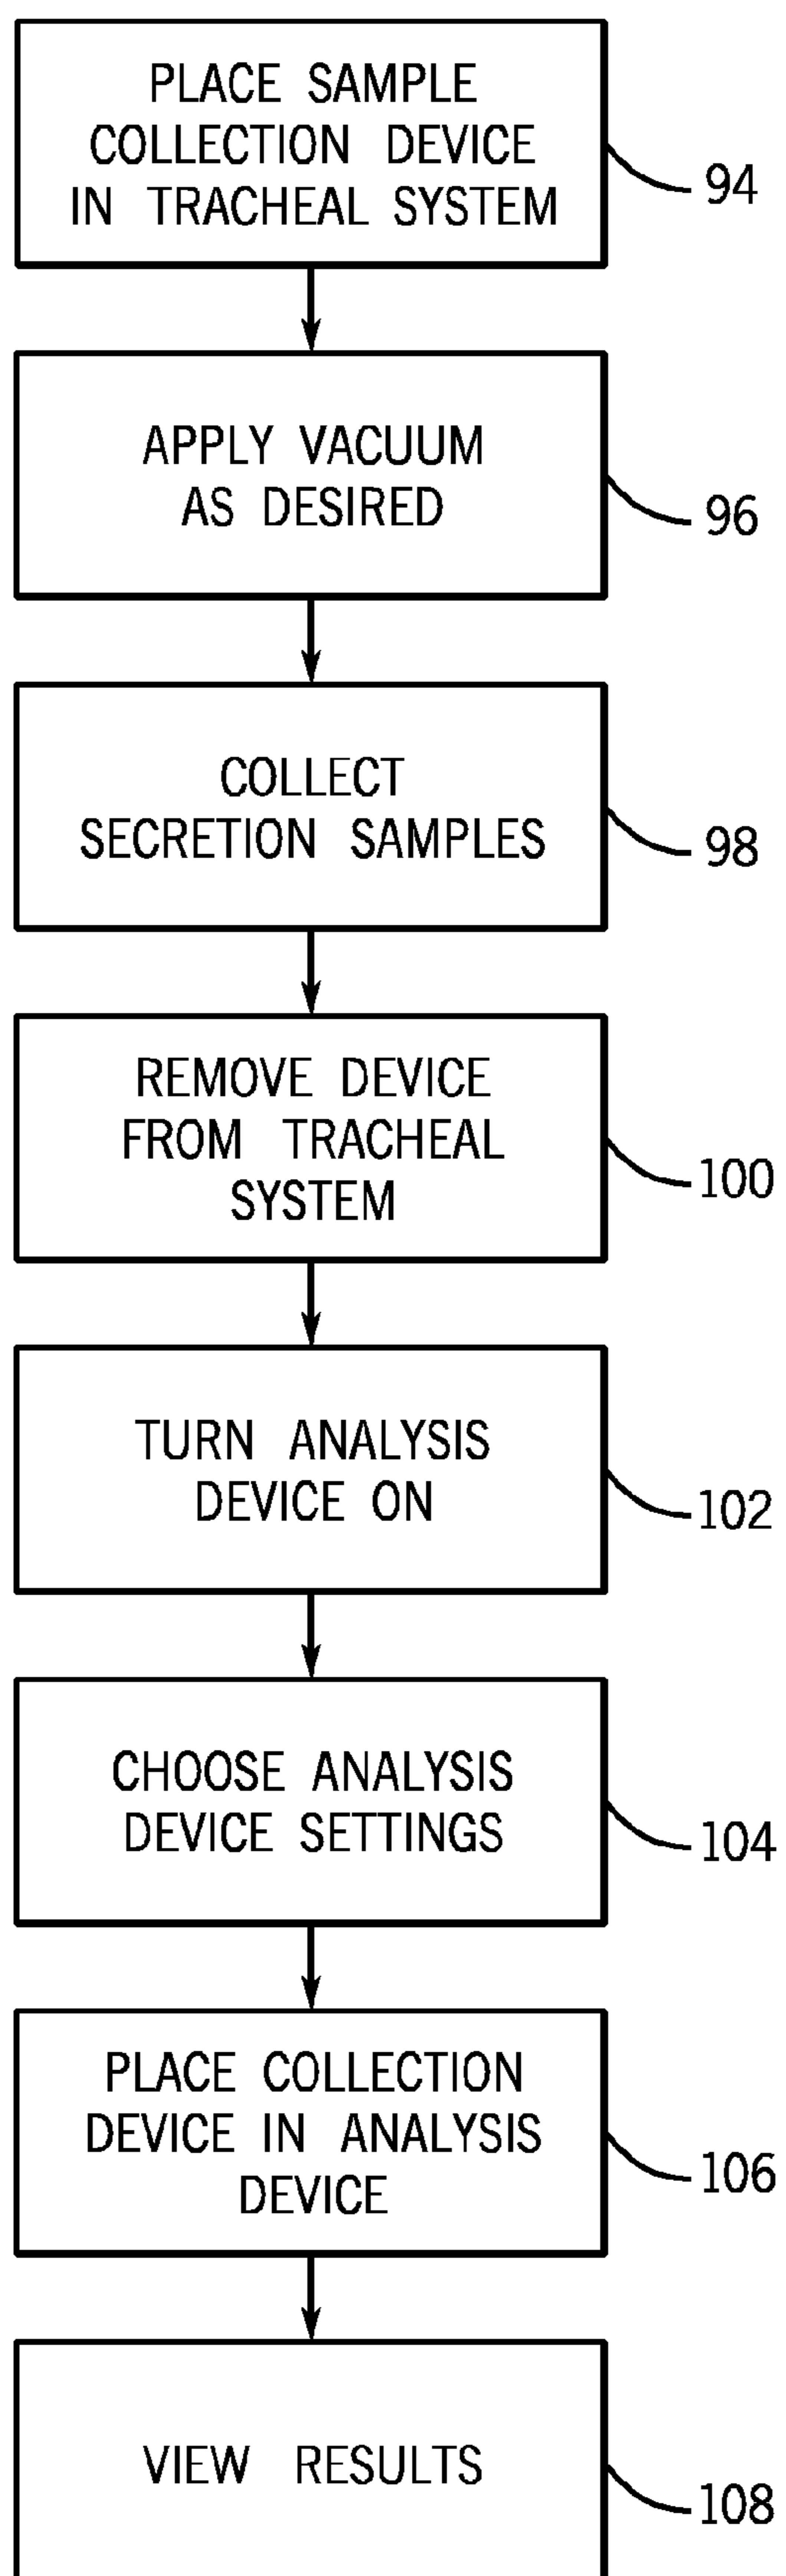 PLACE SAMPLE
COLLECTION DEVICE
IN TRACHEAL SYSTEM
94
APPLY VACUUM
AS DESIRED
96
COLLECT
SECRETION SAMPLES
98
REMOVE DEVICE
FROM TRACHEAL
SYSTEM
100
TURN ANALYSIS
DEVICE ON
102
CHOOSE ANALYSIS
DEVICE SETTINGS
104
PLACE COLLECTION
DEVICE IN ANALYSIS
DEVICE
106
VIEW RESULTS
108